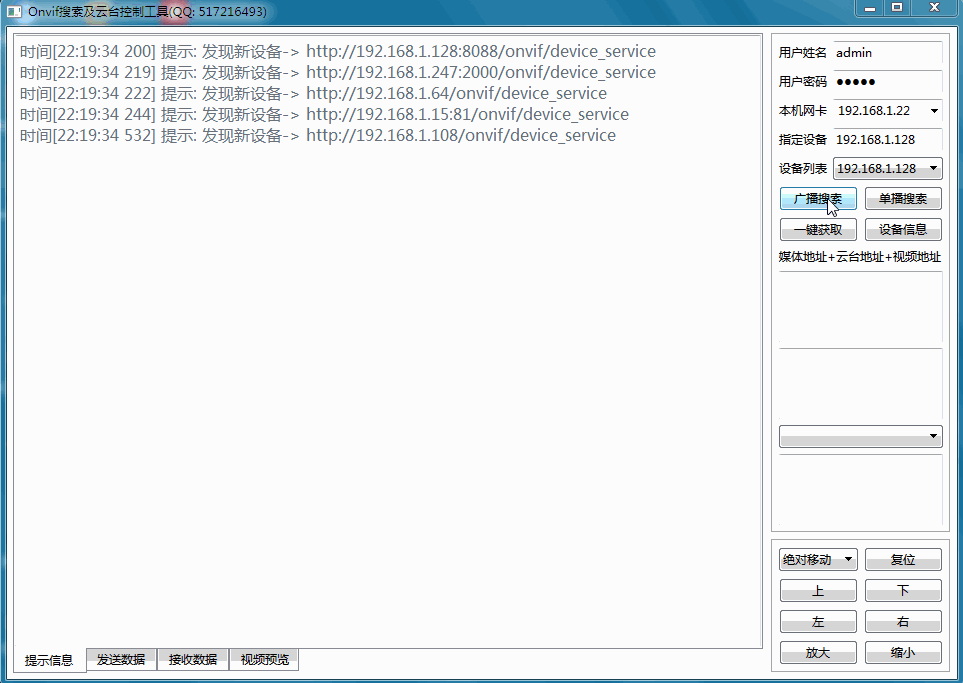 Onvif搜索及云台控制工具(QQ: 517216493)
时间[22:19:34 200] 提示: 发现新设备-> http://192.168.1.128:8088/onvif/device_service
时间[22:19:34 219] 提示: 发现新设备-> http://192.168.1.247:2000/onvif/device_service
时间[22:19:34 222] 提示: 发现新设备-> http://192.168.1.64/onvif/device_service
时间[22:19:34 244] 提示: 发现新设备-> http://192.168.1.15:81/onvif/device_service
时间[22:19:34 532] 提示: 发现新设备-> http://192.168.1.108/onvif/device_service
用户姓名 admin
用户密码 ●●●●●
本机网卡 192.168.1.22
指定设备 192.168.1.128
设备列表 192.168.1.128
广播搜索 单播搜索
一键获取 设备信息
媒体地址+云台地址+视频地址
绝对移动 复位
上 下
左 右
放大 缩小
提示信息 发送数据 接收数据 视频预览